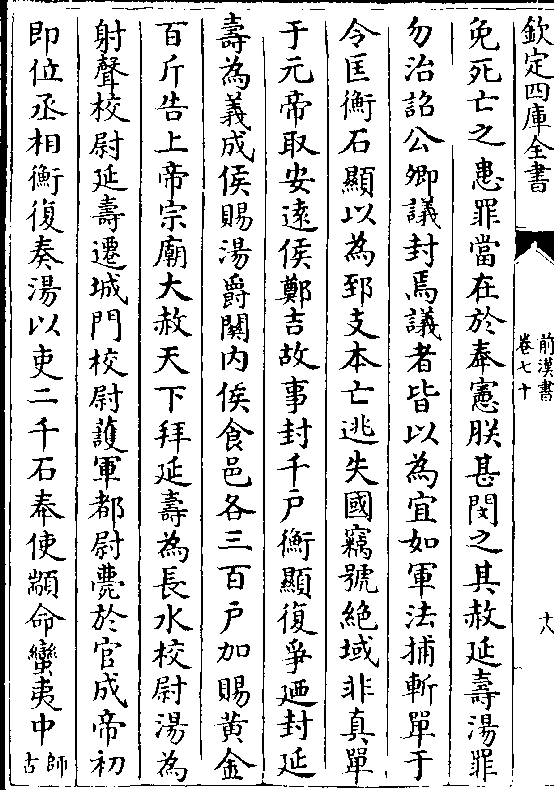 欽定四庫全書
前漢書
卷七十
十八
免死亡之患罪當在於奉憲朕甚閔之其赦延壽湯罪
勿治詔公卿議封焉議者皆以為宜如軍法捕斬單于
令匡衡石顯以為郅支本亡逃失國竊號絶域非真單
于元帝取安遠侯鄭吉故事封千户衡顯復爭廼封延
壽為義成侯賜湯爵關内侯食邑各三百户加賜黄金
百斤告上帝宗廟大赦天下拜延壽為長水校尉湯為
射聲校尉延壽遷城門校尉護軍都尉薨於官成帝初
即位丞相衡復奏湯以吏二千石奉使顓命蠻夷中師古